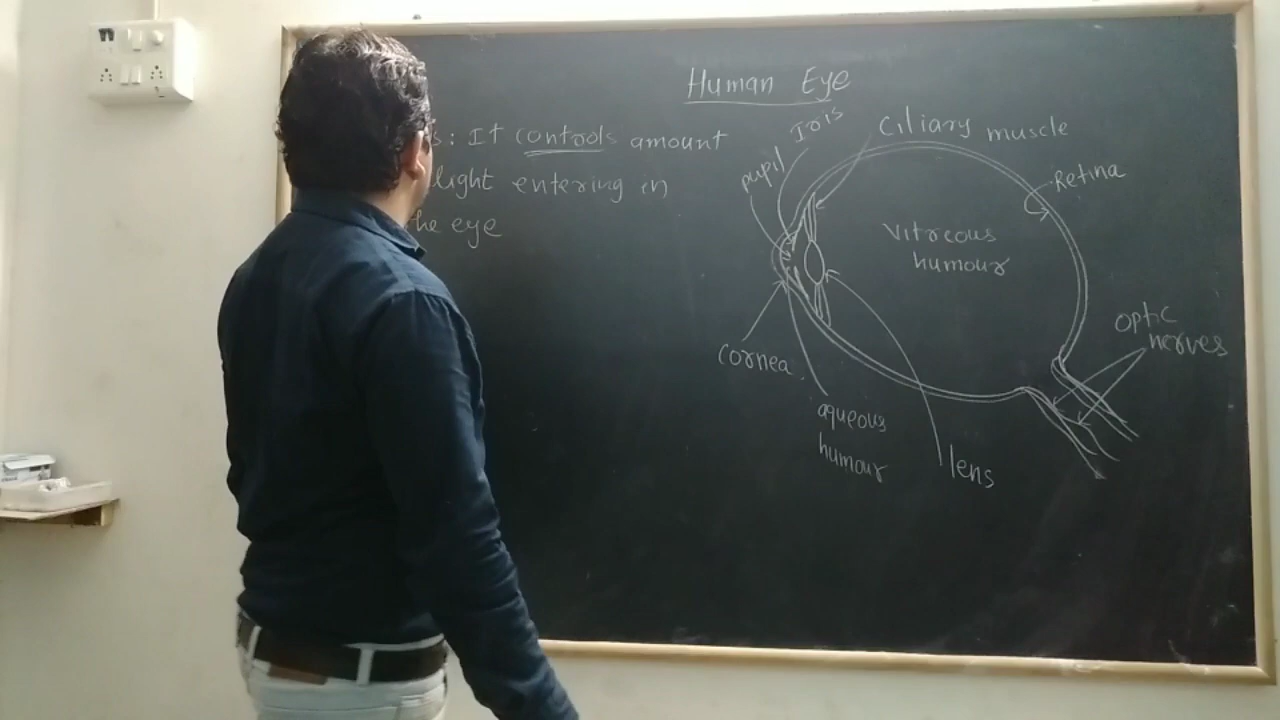 Human Eye
s: It controls amount
light entering in
the eye
Iris
Ciliary muscle
pupil
Retina
Vitreous
humour
optic
nerves
cornea
aqueous
humour
lens